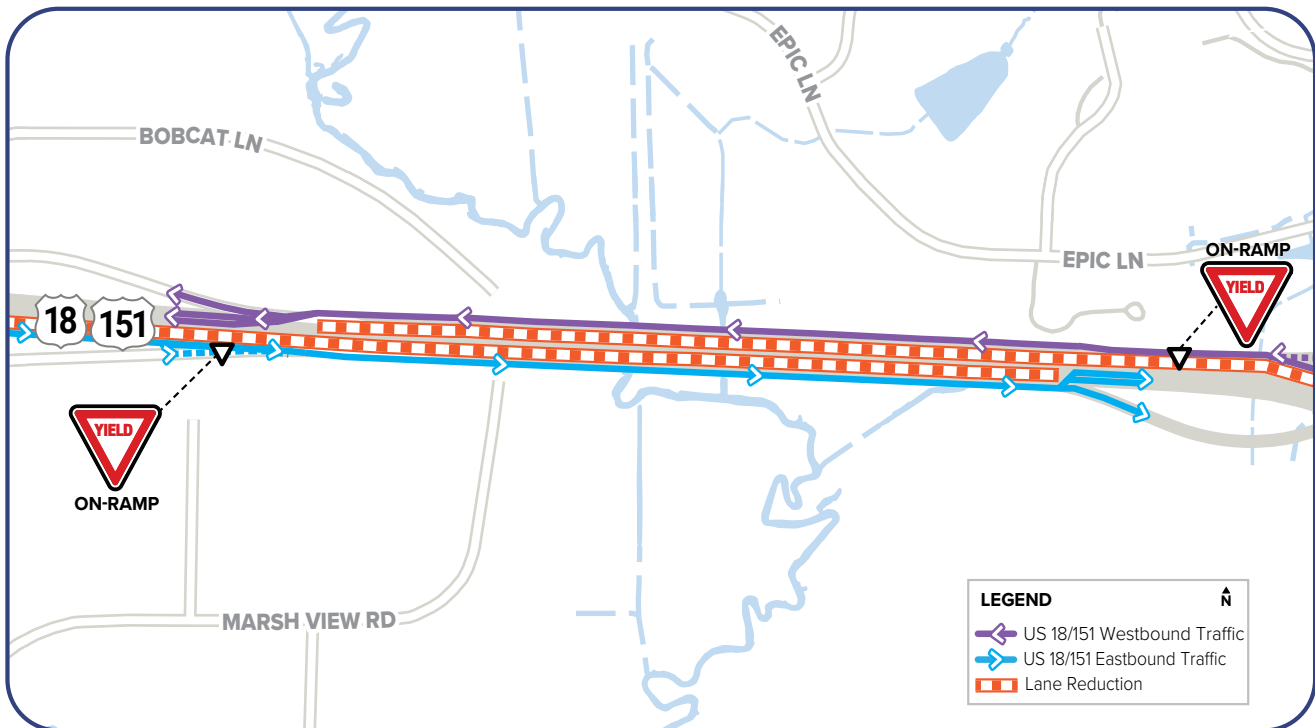 EPIC LN
BOBCAT LN
EPIC LN
ON-RAMP
YIELD
18
151
YIELD
ON-RAMP
MARSH VIEW RD
LEGEND
N
US 18/151 Westbound Traffic
US 18/151 Eastbound Traffic
Lane Reduction